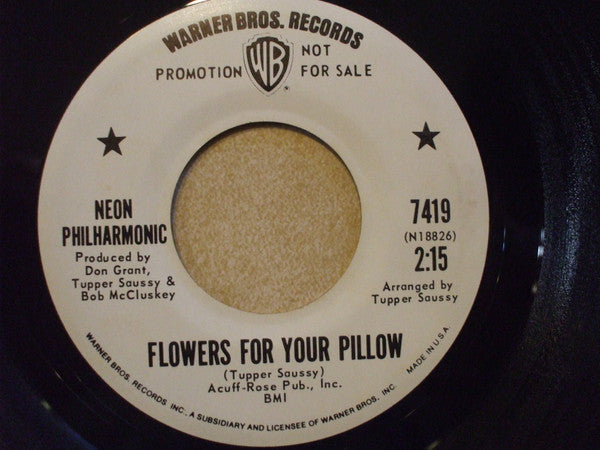 WARNER BROS. RECORDS
WB
PROMOTION
NOT
FOR SALE
NEON
PHILHARMONIC
Produced by
Don Grant,
Tupper Saussy &
Bob McCluskey
7419
(N18826)
2:15
Arranged by
Tupper Saussy
FLOWERS FOR YOUR PILLOW
(Tupper Saussy)
Acuff-Rose Pub., Inc.
BMI
WARNER BROS. RECORDS INC., A SUBSIDIARY AND LICENSEE OF WARNER BROS. INC. MADE IN U.S.A.